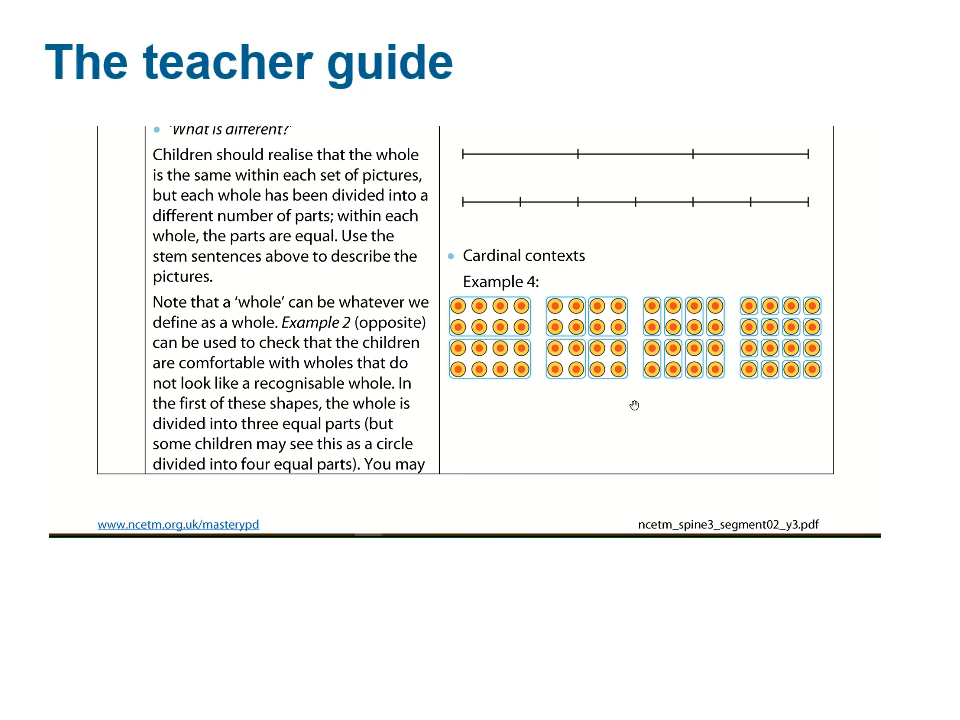 The teacher guide
• ‘What is different?’
Children should realise that the whole
is the same within each set of pictures,
but each whole has been divided into a
different number of parts; within each
whole, the parts are equal. Use the
stem sentences above to describe the
pictures.
Note that a ‘whole’ can be whatever we
define as a whole. Example 2 (opposite)
can be used to check that the children
are comfortable with wholes that do
not look like a recognisable whole. In
the first of these shapes, the whole is
divided into three equal parts (but
some children may see this as a circle
divided into four equal parts). You may
• Cardinal contexts
Example 4:
www.ncetm.org.uk/masterypd
ncetm_spine3_segment02_y3.pdf